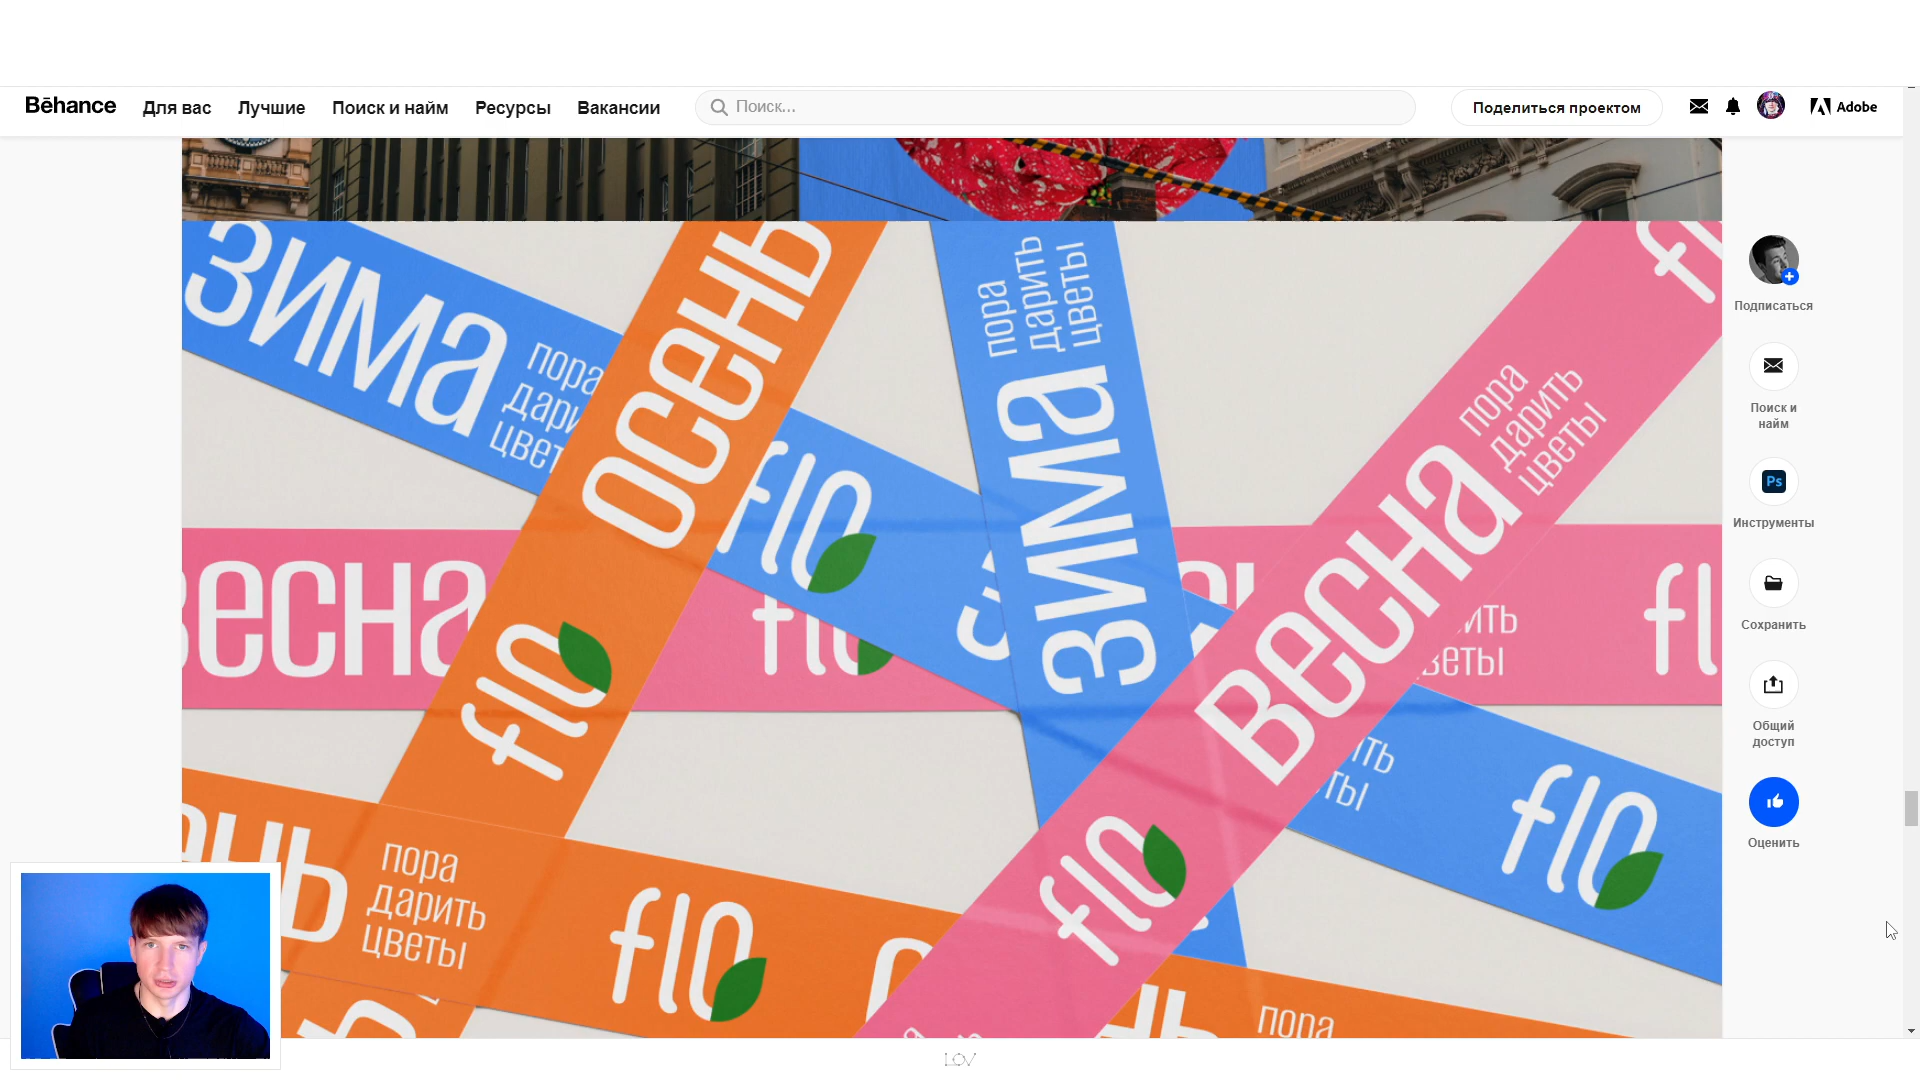 Bēhance
Для вас
Лучшие
Поиск и найм
Ресурсы
Вакансии
Поиск...
Поделиться проектом
Adobe
зима
пора
цветы
осень
flo
зима
пора
дарить
цветы
весна
пора
дарить
цветы
flo
весна
flo
flo
flo
flo
пора
дарить
цветы
flo
пора
Подписаться
Поиск и
найм
Ps
Инструменты
Сохранить
Общий
доступ
Оценить
LOV